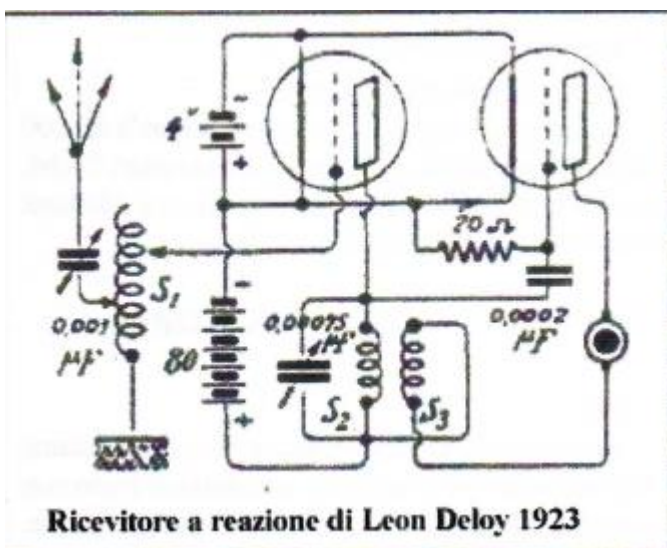 -
4v
+
20 Ω
S₁
-
0,00075
μF
0,0002
μF
0,001
μF
80
S₂
S₃
+
Ricevitore a reazione di Leon Deloy 1923